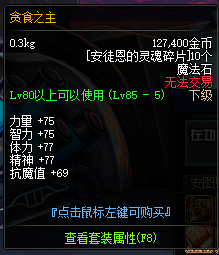 贪食之主
0.3kg 127,400金币
[安徒恩的灵魂碎片]10个
魔法石
无法交易
Lv80以上可以使用 (Lv85 - 5) 下级
力量 +75
智力 +75
体力 +77
精神 +77
抗魔值 +69
『点击鼠标左键可购买』
查看套装属性(F8)